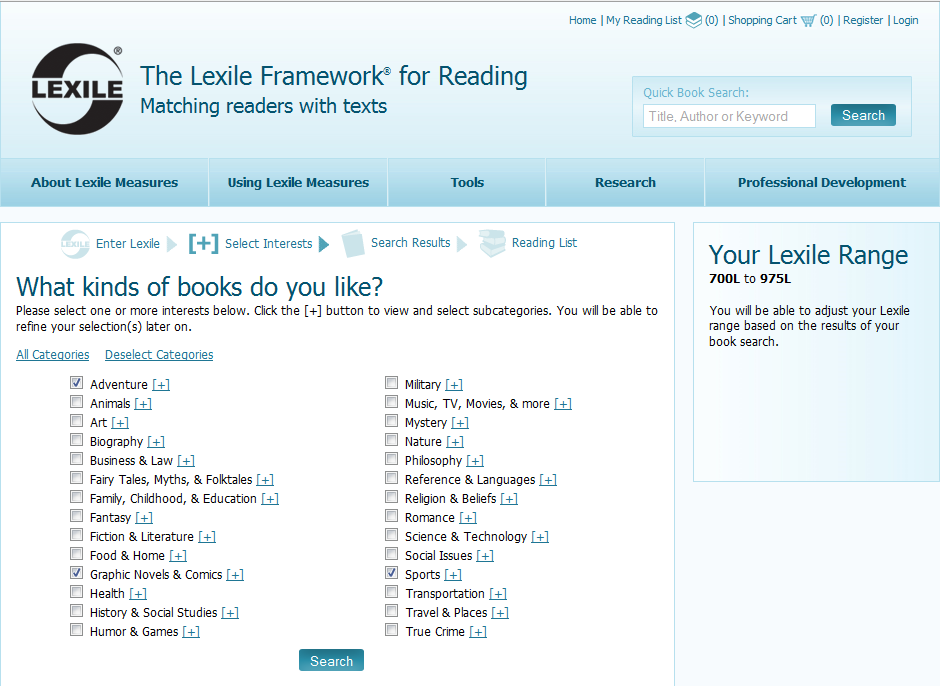 Home | My Reading List (0) | Shopping Cart (0) | Register | Login
LEXILE ®
The Lexile Framework® for Reading
Matching readers with texts
Quick Book Search:
Title, Author or Keyword Search
About Lexile Measures Using Lexile Measures Tools Research Professional Development
LEXILE Enter Lexile [+] Select Interests Search Results Reading List
What kinds of books do you like?
Please select one or more interests below. Click the [+] button to view and select subcategories. You will be able to
refine your selection(s) later on.
All Categories Deselect Categories
Adventure [+]
Animals [+]
Art [+]
Biography [+]
Business & Law [+]
Fairy Tales, Myths, & Folktales [+]
Family, Childhood, & Education [+]
Fantasy [+]
Fiction & Literature [+]
Food & Home [+]
Graphic Novels & Comics [+]
Health [+]
History & Social Studies [+]
Humor & Games [+]
Military [+]
Music, TV, Movies, & more [+]
Mystery [+]
Nature [+]
Philosophy [+]
Reference & Languages [+]
Religion & Beliefs [+]
Romance [+]
Science & Technology [+]
Social Issues [+]
Sports [+]
Transportation [+]
Travel & Places [+]
True Crime [+]
Search
Your Lexile Range
700L to 975L
You will be able to adjust your Lexile
range based on the results of your
book search.